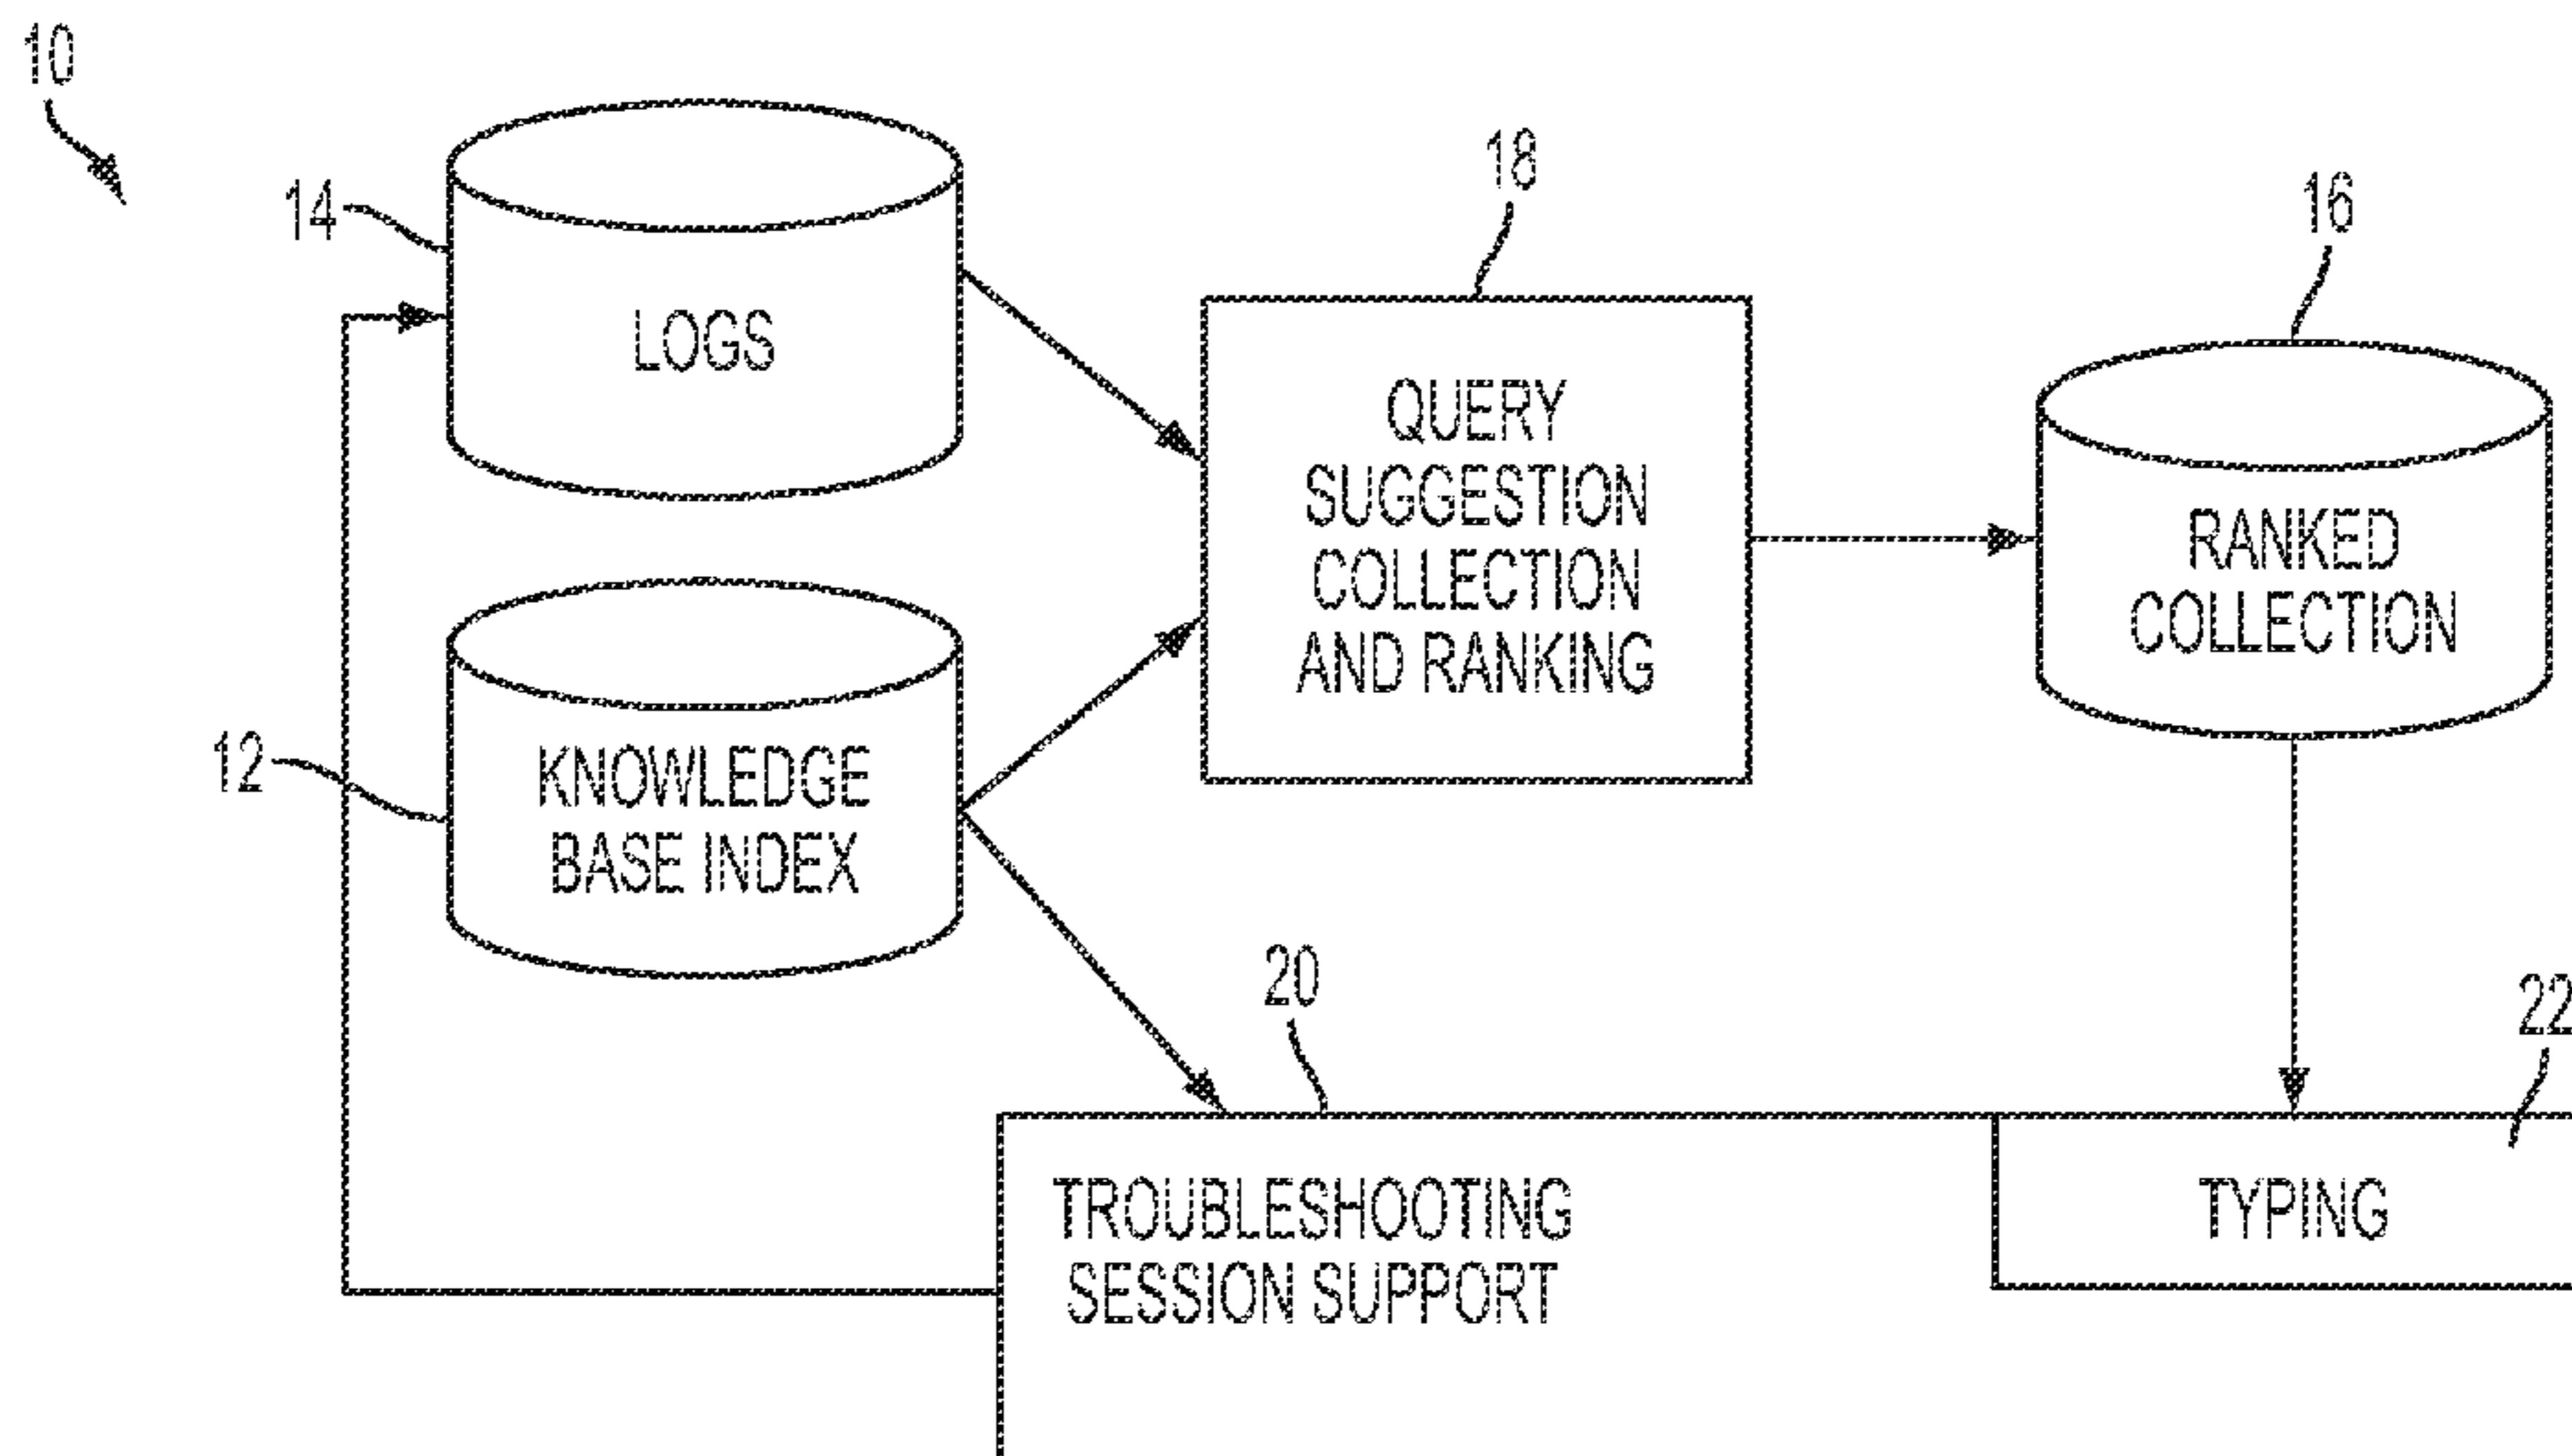 10
14
LOGS
18
QUERY
SUGGESTION
COLLECTION
AND RANKING
16
RANKED
COLLECTION
12
KNOWLEDGE
BASE INDEX
20
22
TROUBLESHOOTING
SESSION SUPPORT
TYPING